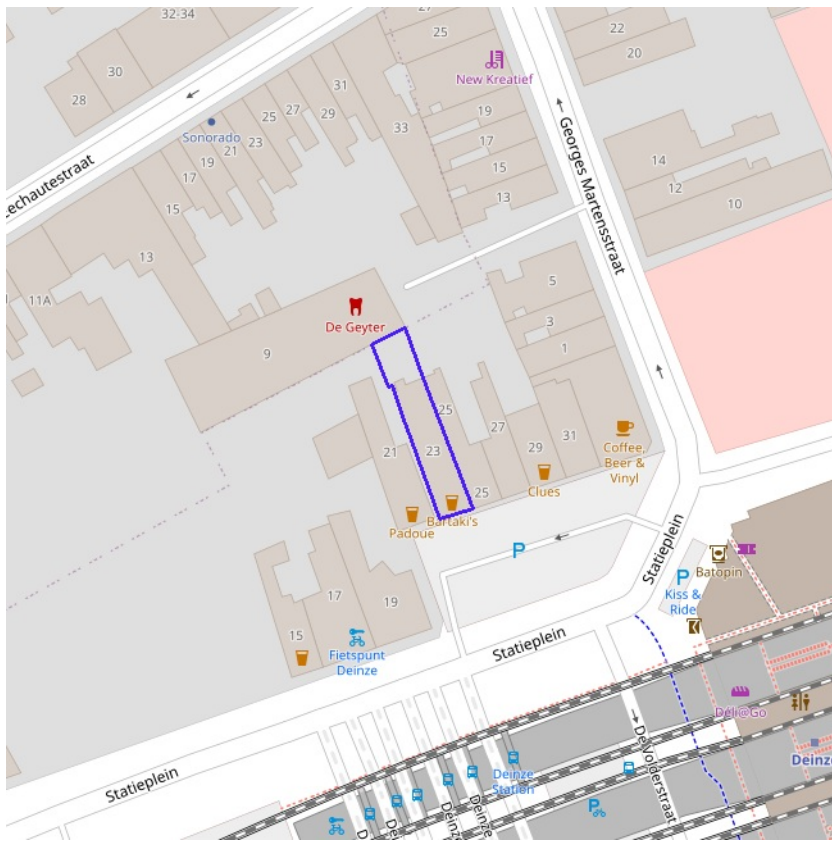 32-34
27
25
22
20
30
28
New Kreatief
31
25
27
29
33
19
17
15
13
Sonorado
23
21
19
17
15
13
11A
Georges Martensstraat
14
12
10
De Geyter
9
5
3
1
25
27
29
31
21
23
25
Coffee,
Beer &
Vinyl
Clues
Bartaki's
Padoue
P
Statieplein
Batopin
P
Kiss &
Ride
15
17
19
Fietspunt
Deinze
Statieplein
Déli@Go
De Volderstraat
Deinze
Station
Statieplein
Deinze
Deinze
P